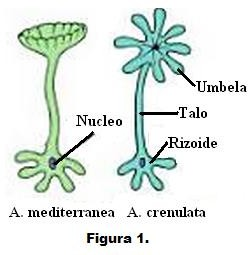 Umbela
Talo
Nucleo
Rizoide
A. mediterranea A. crenulata
Figura 1.